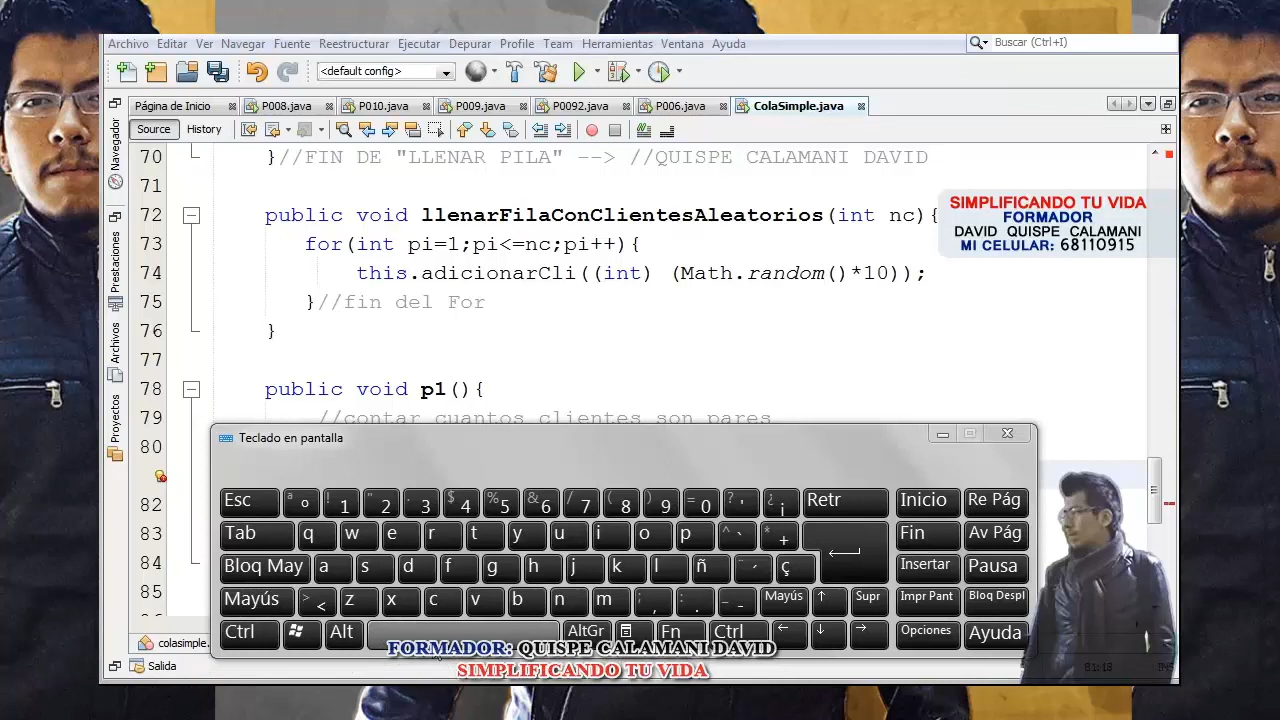 Archivo Editar Ver Navegar Fuente Reestructurar Ejecutar Depurar Profile Team Herramientas Ventana Ayuda
Buscar (Ctrl+I)
<default config>
Página de Inicio P008.java P010.java P009.java P0092.java P006.java ColaSimple.java
Source History
Navegador
Prestaciones
Archivos
Proyectos
70 }//FIN DE "LLENAR PILA" --> //QUISPE CALAMANI DAVID
71
72 public void llenarFilaConClientesAleatorios(int nc){
73 for(int pi=1;pi<=nc;pi++){
74 this.adicionarCli((int) (Math.random()*10));
75 }//fin del For
76 }
77
78 public void p1(){
79 //contar cuantos clientes son pares
80
82
83
84
85
SIMPLIFICANDO TU VIDA
FORMADOR
DAVID QUISPE CALAMANI
MI CELULAR: 68110915
Teclado en pantalla
Esc ª º ! 1 " 2 · 3 $ 4 % 5 & 6 / 7 ( 8 ) 9 = 0 ? ' ¿ ¡ Retr Inicio Re Pág
Tab q w e r t y u i o p ^ ` * + Fin Av Pág
Bloq May a s d f g h j k l ñ ¨ ´ ç Insertar Pausa
Mayús > < z x c v b n m ; , : . _ - Mayús ↑ Supr Impr Pant Bloq Despl
Ctrl Alt AltGr Fn Ctrl ← ↓ → Opciones Ayuda
colasimple.
Salida
FORMADOR: QUISPE CALAMANI DAVID
SIMPLIFICANDO TU VIDA
81:18 INS